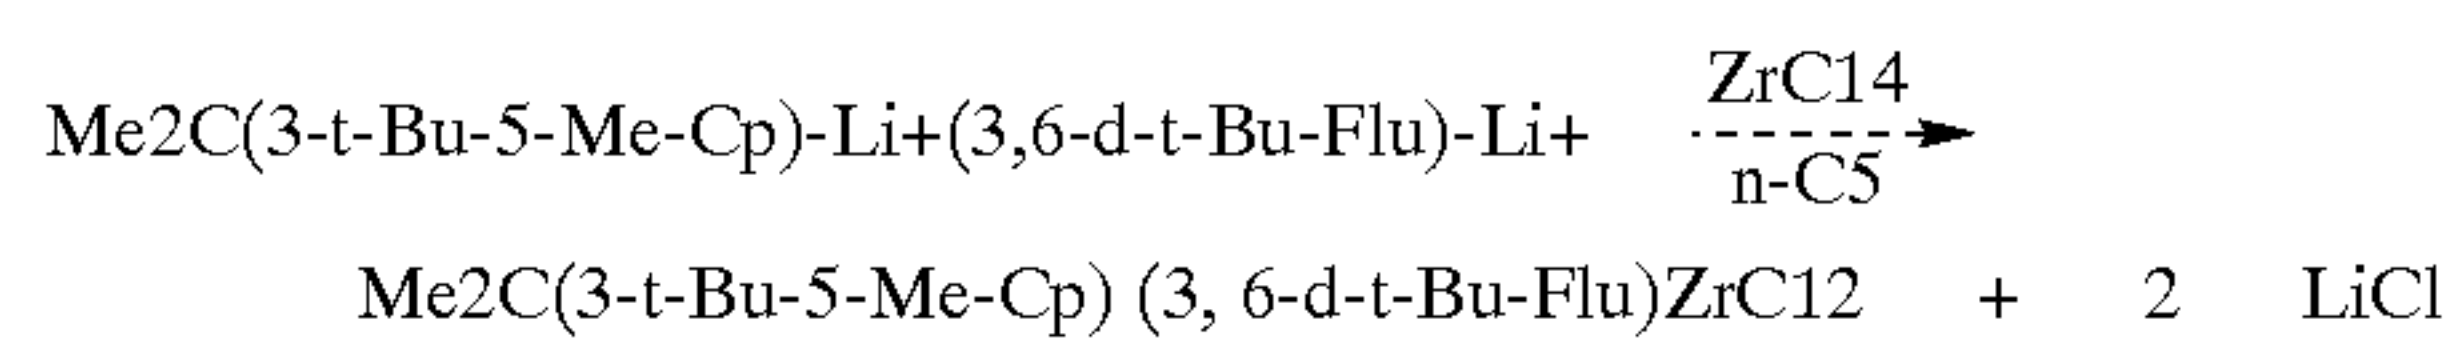 ZrC14
Me2C(3-t-Bu-5-Me-Cp)-Li+(3,6-d-t-Bu-Flu)-Li+
n-C5
Me2C(3-t-Bu-5-Me-Cp) (3, 6-d-t-Bu-Flu)ZrC12 + 2 LiCl